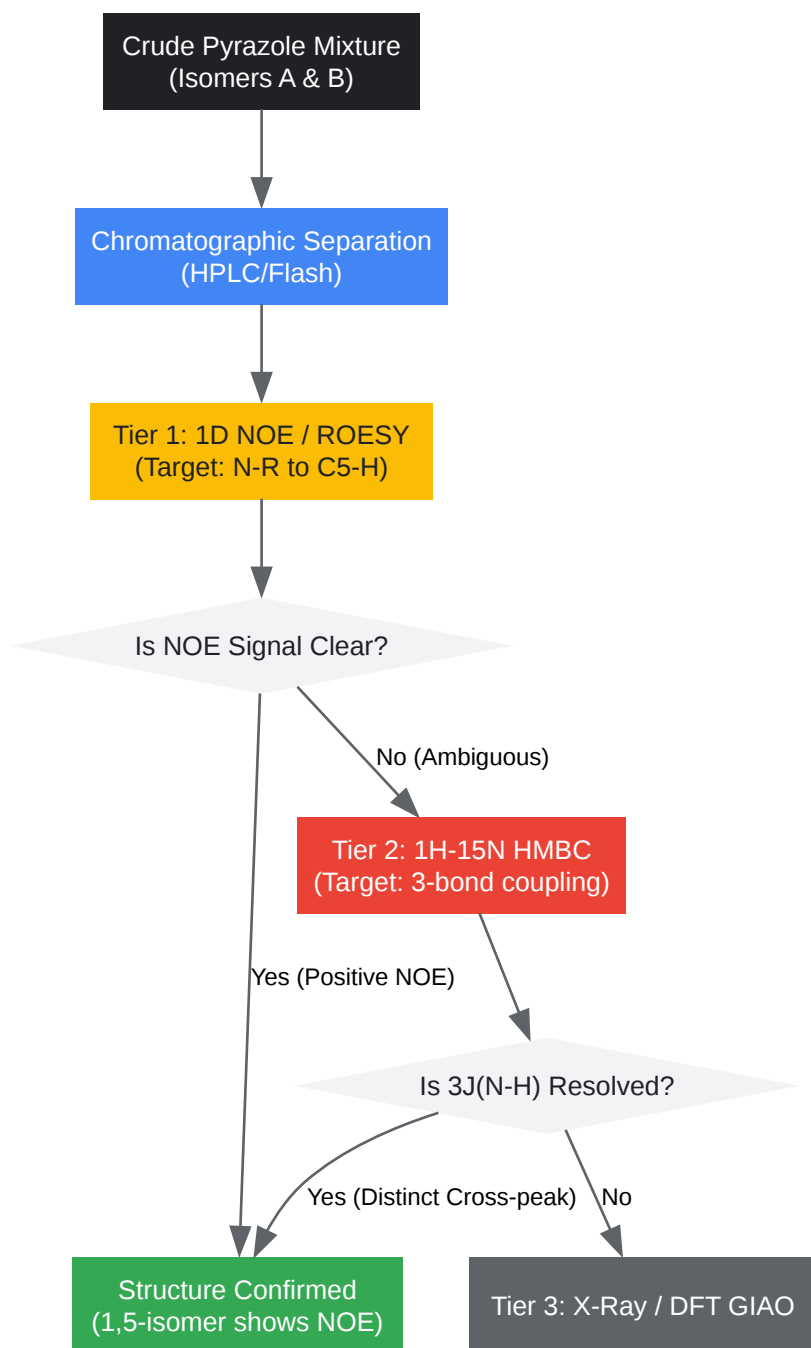 Crude Pyrazole Mixture
(Isomers A & B)
Chromatographic Separation
(HPLC/Flash)
Tier 1: 1D NOE / ROESY
(Target: N-R to C5-H)
Is NOE Signal Clear?
No (Ambiguous)
Tier 2: 1H-15N HMBC
(Target: 3-bond coupling)
Yes (Positive NOE)
Is 3J(N-H) Resolved?
Yes (Distinct Cross-peak)
No
Structure Confirmed
(1,5-isomer shows NOE)
Tier 3: X-Ray / DFT GIAO